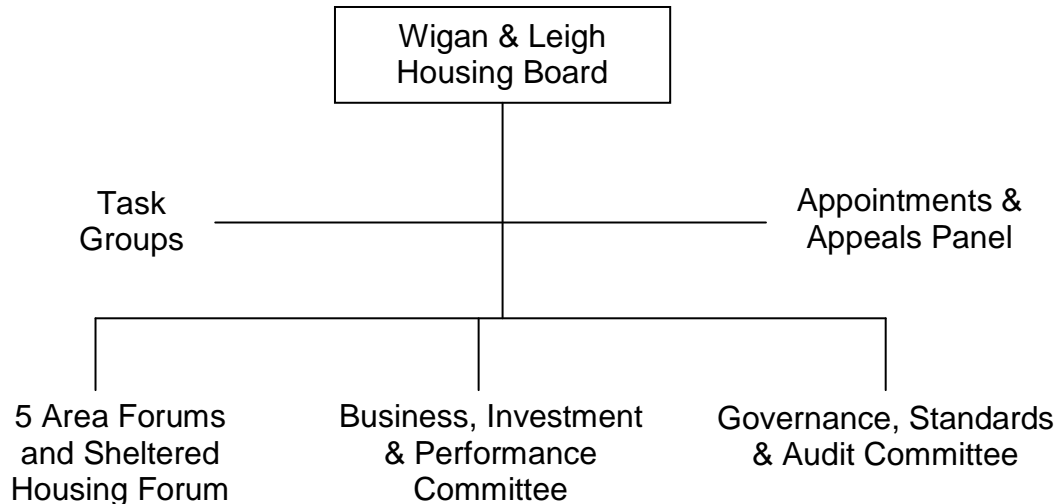 Wigan & Leigh
Housing Board
Task
Groups
Appointments &
Appeals Panel
5 Area Forums
and Sheltered
Housing Forum
Business, Investment
& Performance
Committee
Governance, Standards
& Audit Committee